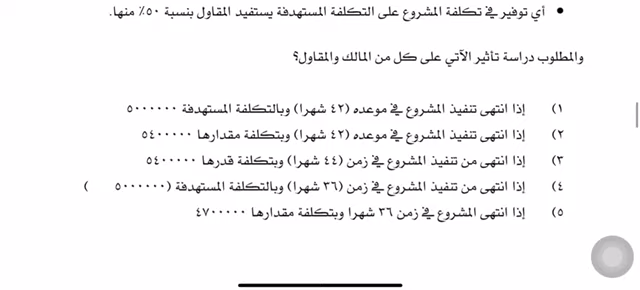 • أي توفير في تكلفة المشروع على التكلفة المستهدفة يستفيد المقاول بنسبة ٥٠٪ منها.
والمطلوب دراسة تأثير الآتي على كل من المالك والمقاول؟
١) إذا انتهى تنفيذ المشروع في موعده (٤٢ شهرا) وبالتكلفة المستهدفة ٥٠٠٠٠٠٠
٢) إذا انتهى تنفيذ المشروع في موعده (٤٢ شهرا) وبتكلفة مقدارها ٥٤٠٠٠٠٠
٣) إذا انتهى من تنفيذ المشروع في زمن (٤٤ شهرا) وبتكلفة قدرها ٥٤٠٠٠٠٠
٤) إذا انتهى من تنفيذ المشروع في زمن (٣٦ شهرا) وبالتكلفة المستهدفة (٥٠٠٠٠٠٠ )
٥) إذا انتهى المشروع في زمن ٣٦ شهرا وبتكلفة مقدارها ٤٧٠٠٠٠٠